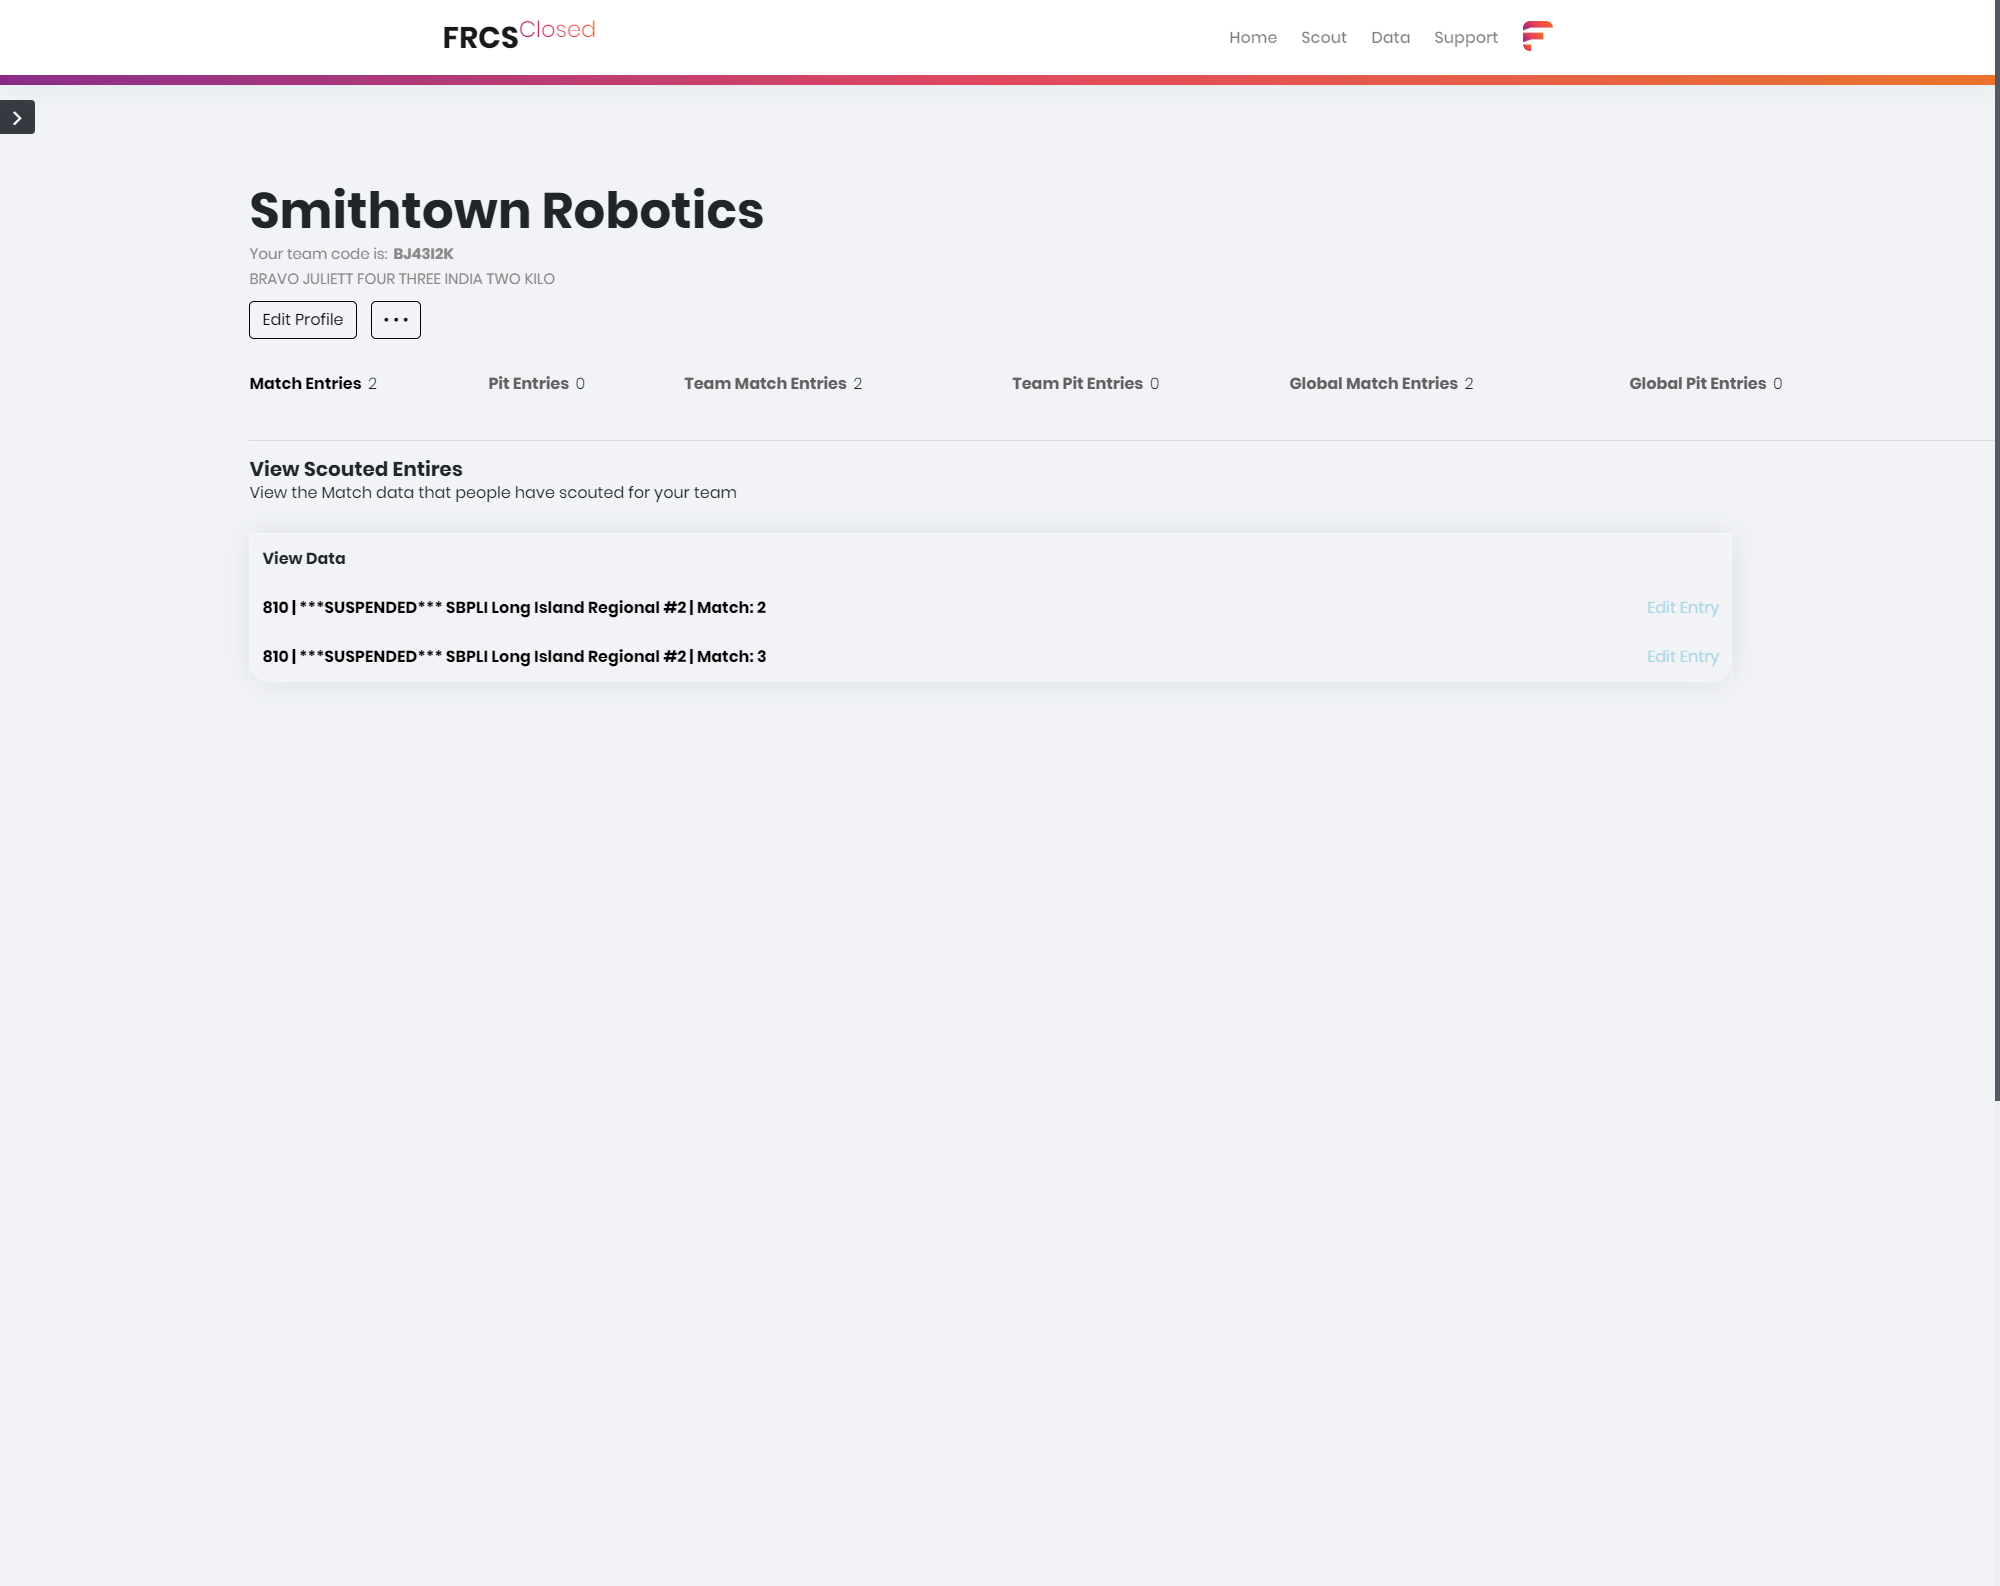 FRCSClosed
Home Scout Data Support
Smithtown Robotics
Your team code is: BJ43I2K
BRAVO JULIETT FOUR THREE INDIA TWO KILO
Edit Profile
Match Entries 2 Pit Entries 0 Team Match Entries 2 Team Pit Entries 0 Global Match Entries 2 Global Pit Entries 0
View Scouted Entires
View the Match data that people have scouted for your team
View Data
810 | ***SUSPENDED*** SBPLI Long Island Regional #2 | Match: 2 Edit Entry
810 | ***SUSPENDED*** SBPLI Long Island Regional #2 | Match: 3 Edit Entry